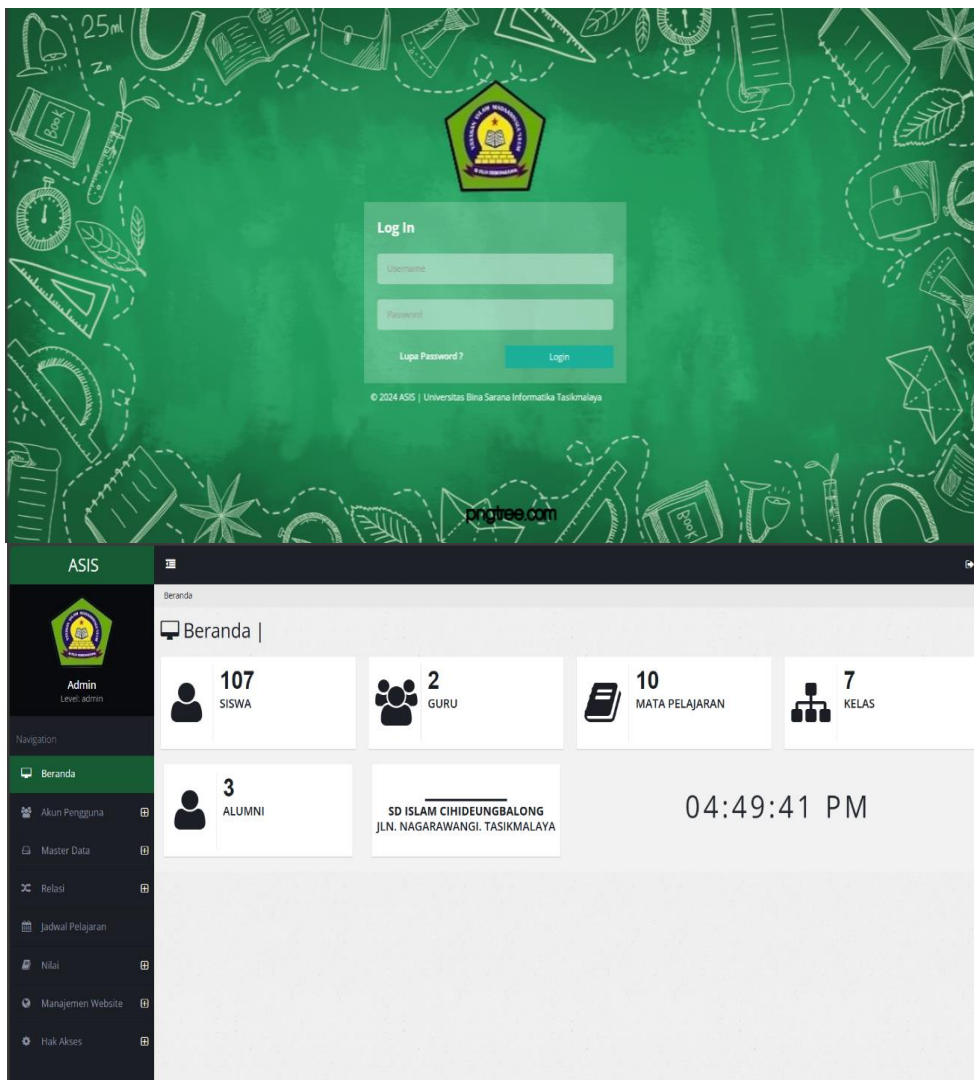 25ml
Zn
Book
Log In
Username
Password
Lupa Password ?
Login
© 2024 ASIS | Universitas Bina Sarana Informatika Tasikmalaya
pngtree.com
BOOK
ASIS
Admin
Level: admin
Navigation
Beranda
Akun Pengguna
Master Data
Relasi
Jadwal Pelajaran
Nilai
Manajemen Website
Hak Akses
Beranda
Beranda |
107
SISWA
2
GURU
10
MATA PELAJARAN
7
KELAS
3
ALUMNI
SD ISLAM CIHIDEUNGBALONG
JLN. NAGARAWANGI. TASIKMALAYA
04:49:41 PM